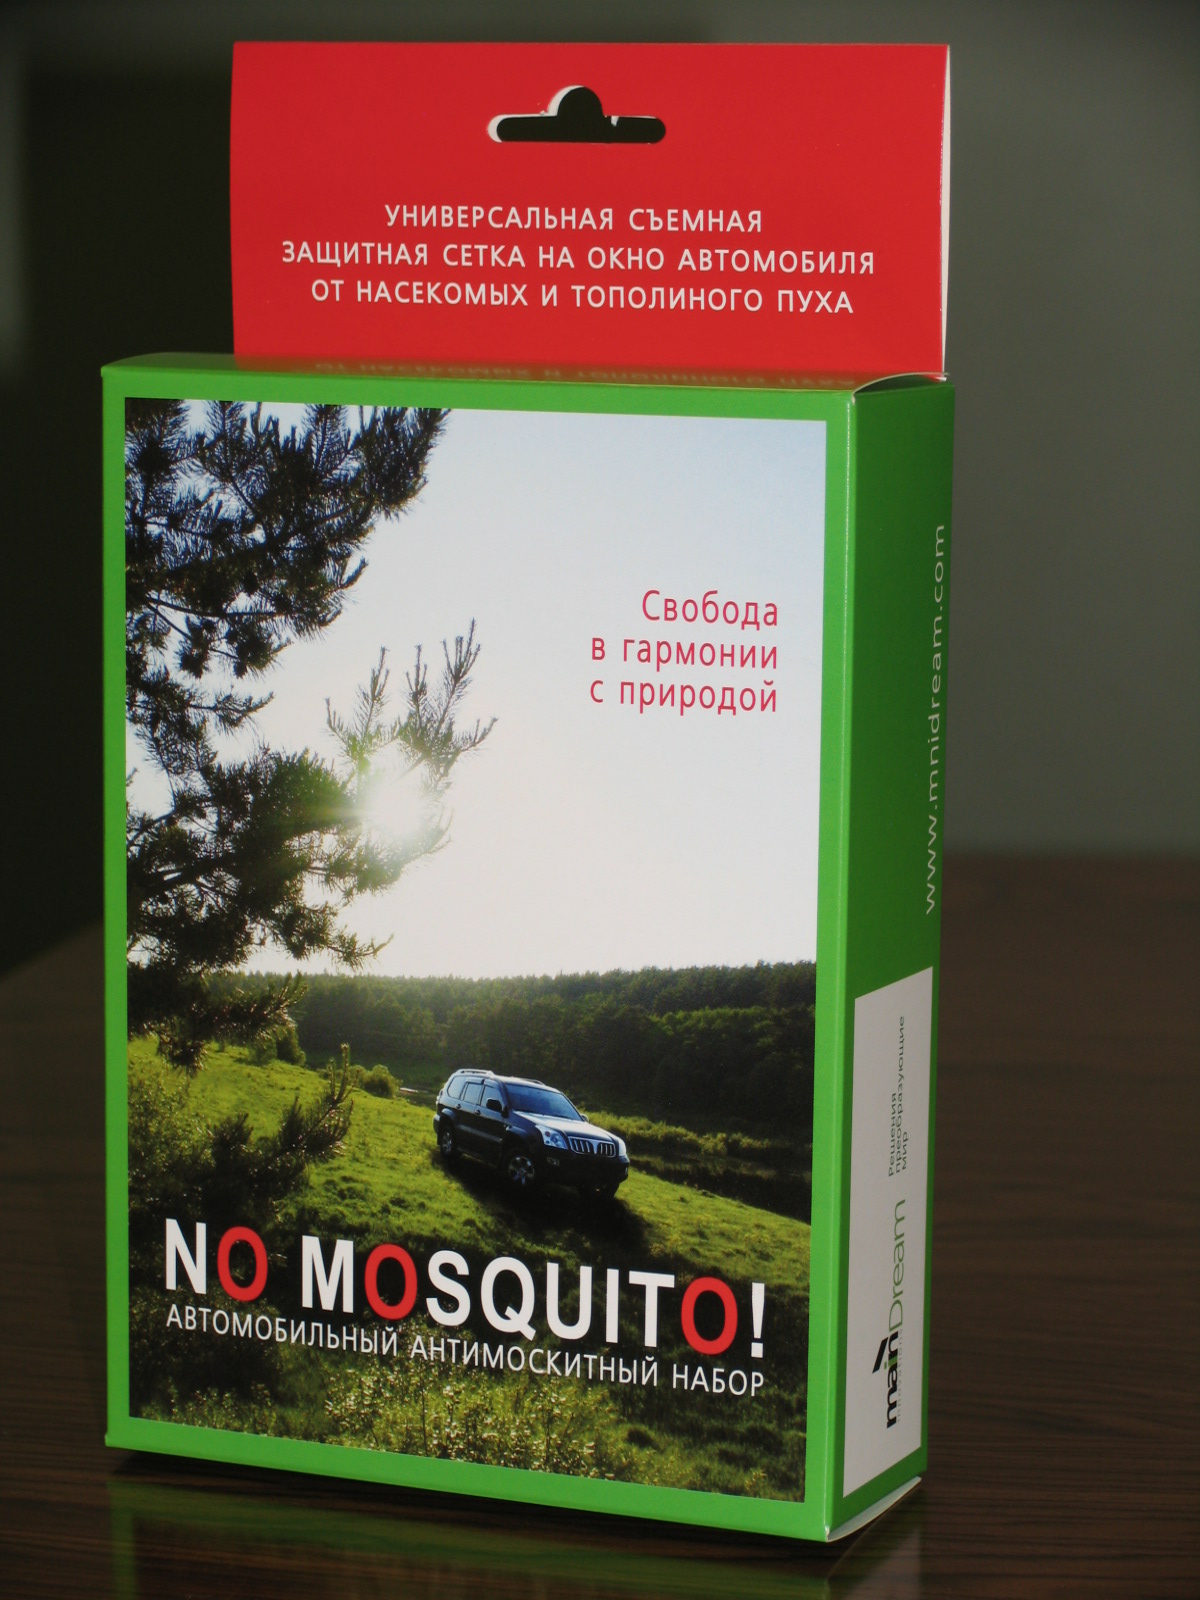 УНИВЕРСАЛЬНАЯ СЪЕМНАЯ
ЗАЩИТНАЯ СЕТКА НА ОКНО АВТОМОБИЛЯ
ОТ НАСЕКОМЫХ И ТОПОЛИНОГО ПУХА
Свобода
в гармонии
с природой
NO MOSQUITO!
АВТОМОБИЛЬНЫЙ АНТИМОСКИТНЫЙ НАБОР
www.mnidream.com
Решения
преобразующие
мир
mainDream